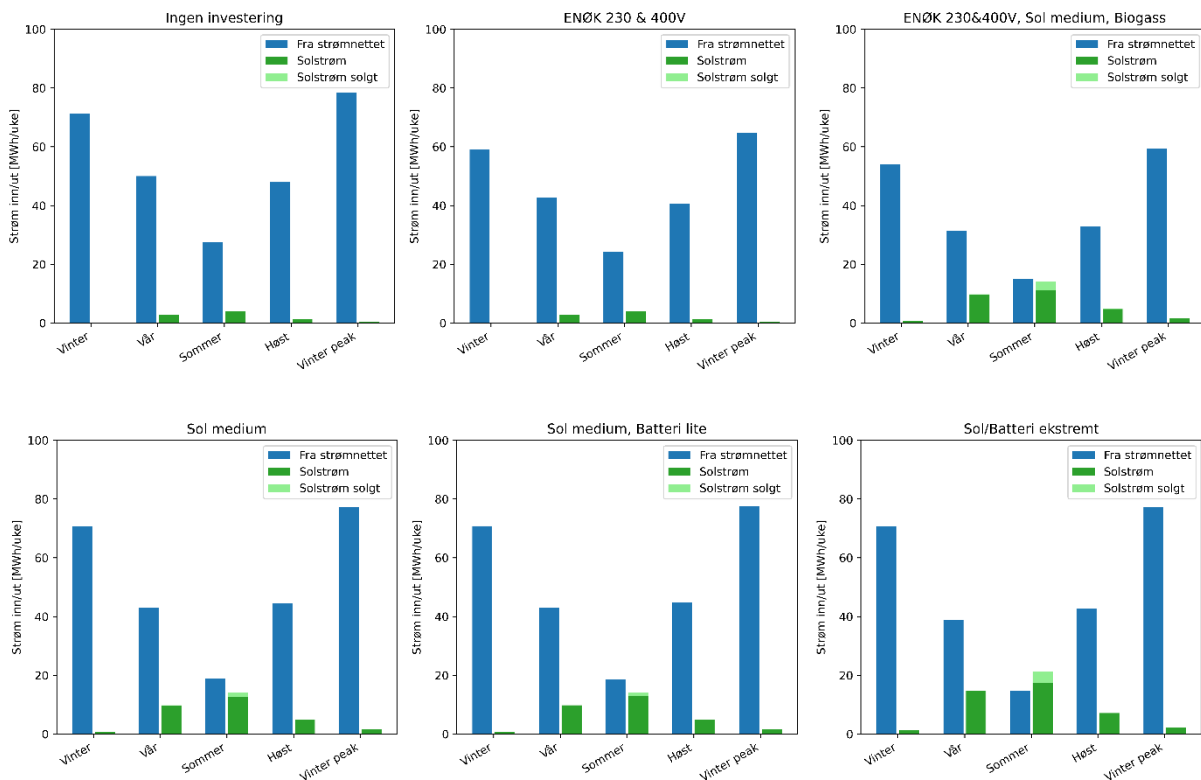 Ingen investering
100
80
60
40
20
0
Strøm inn/ut [MWh/uke]
Fra strømnettet
Solstrøm
Solstrøm solgt
Vinter
Vår
Sommer
Høst
Vinter peak
ENØK 230 & 400V
100
80
60
40
20
0
Strøm inn/ut [MWh/uke]
Fra strømnettet
Solstrøm
Solstrøm solgt
Vinter
Vår
Sommer
Høst
Vinter peak
ENØK 230&400V, Sol medium, Biogass
100
80
60
40
20
0
Strøm inn/ut [MWh/uke]
Fra strømnettet
Solstrøm
Solstrøm solgt
Vinter
Vår
Sommer
Høst
Vinter peak
Sol medium
100
80
60
40
20
0
Strøm inn/ut [MWh/uke]
Fra strømnettet
Solstrøm
Solstrøm solgt
Vinter
Vår
Sommer
Høst
Vinter peak
Sol medium, Batteri lite
100
80
60
40
20
0
Strøm inn/ut [MWh/uke]
Fra strømnettet
Solstrøm
Solstrøm solgt
Vinter
Vår
Sommer
Høst
Vinter peak
Sol/Batteri ekstremt
100
80
60
40
20
0
Strøm inn/ut [MWh/uke]
Fra strømnettet
Solstrøm
Solstrøm solgt
Vinter
Vår
Sommer
Høst
Vinter peak